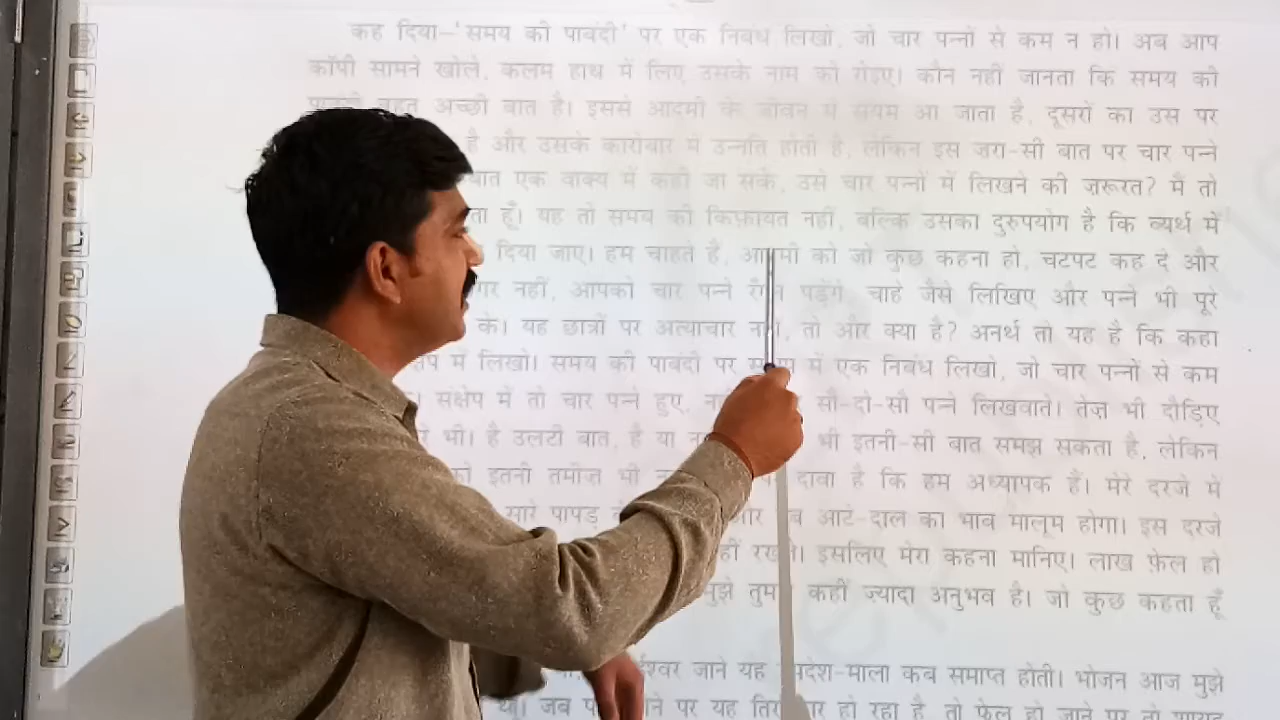 कह दिया–'समय की पाबंदी' पर एक निबंध लिखो, जो चार पन्नों से कम न हो। अब आप
कॉपी सामने खोले, कलम हाथ में लिए उसके नाम को रोइए। कौन नहीं जानता कि समय की
पाबंदी बहुत अच्छी बात है। इससे आदमी के जीवन में संयम आ जाता है, दूसरों का उस पर
है और उसके कारोबार में उन्नति होती है, लेकिन इस ज़रा-सी बात पर चार पन्ने
बात एक वाक्य में कही जा सके, उसे चार पन्नों में लिखने की ज़रूरत? मैं तो
हूँ। यह तो समय की किफ़ायत नहीं, बल्कि उसका दुरुपयोग है कि व्यर्थ में
दिया जाए। हम चाहते हैं, आदमी को जो कुछ कहना हो, चटपट कह दे और
नहीं, आपको चार पन्ने रँगने पड़ेंगे, चाहे जैसे लिखिए और पन्ने भी पूरे
के। यह छात्रों पर अत्याचार नहीं, तो और क्या है? अनर्थ तो यह है कि कहा
में लिखो। समय की पाबंदी पर संक्षेप में एक निबंध लिखो, जो चार पन्नों से कम
संक्षेप में तो चार पन्ने हुए, सौ-दो-सौ पन्ने लिखवाते। तेज़ भी दौड़िए
भी। है उलटी बात, है या नहीं भी इतनी-सी बात समझ सकता है, लेकिन
इतनी तमीज़ भी दावा है कि हम अध्यापक हैं। मेरे दरजे में
सारे पापड़ और अब आटे-दाल का भाव मालूम होगा। इस दरजे
रखते। इसलिए मेरा कहना मानिए। लाख फ़ेल हो
मुझे तुमसे कहीं ज्यादा अनुभव है। जो कुछ कहता हूँ
ईश्वर जाने यह उपदेश-माला कब समाप्त होती। भोजन आज मुझे
जब पर यह तिरस्कार हो रहा है, तो फ़ेल हो जाने पर तो शायद